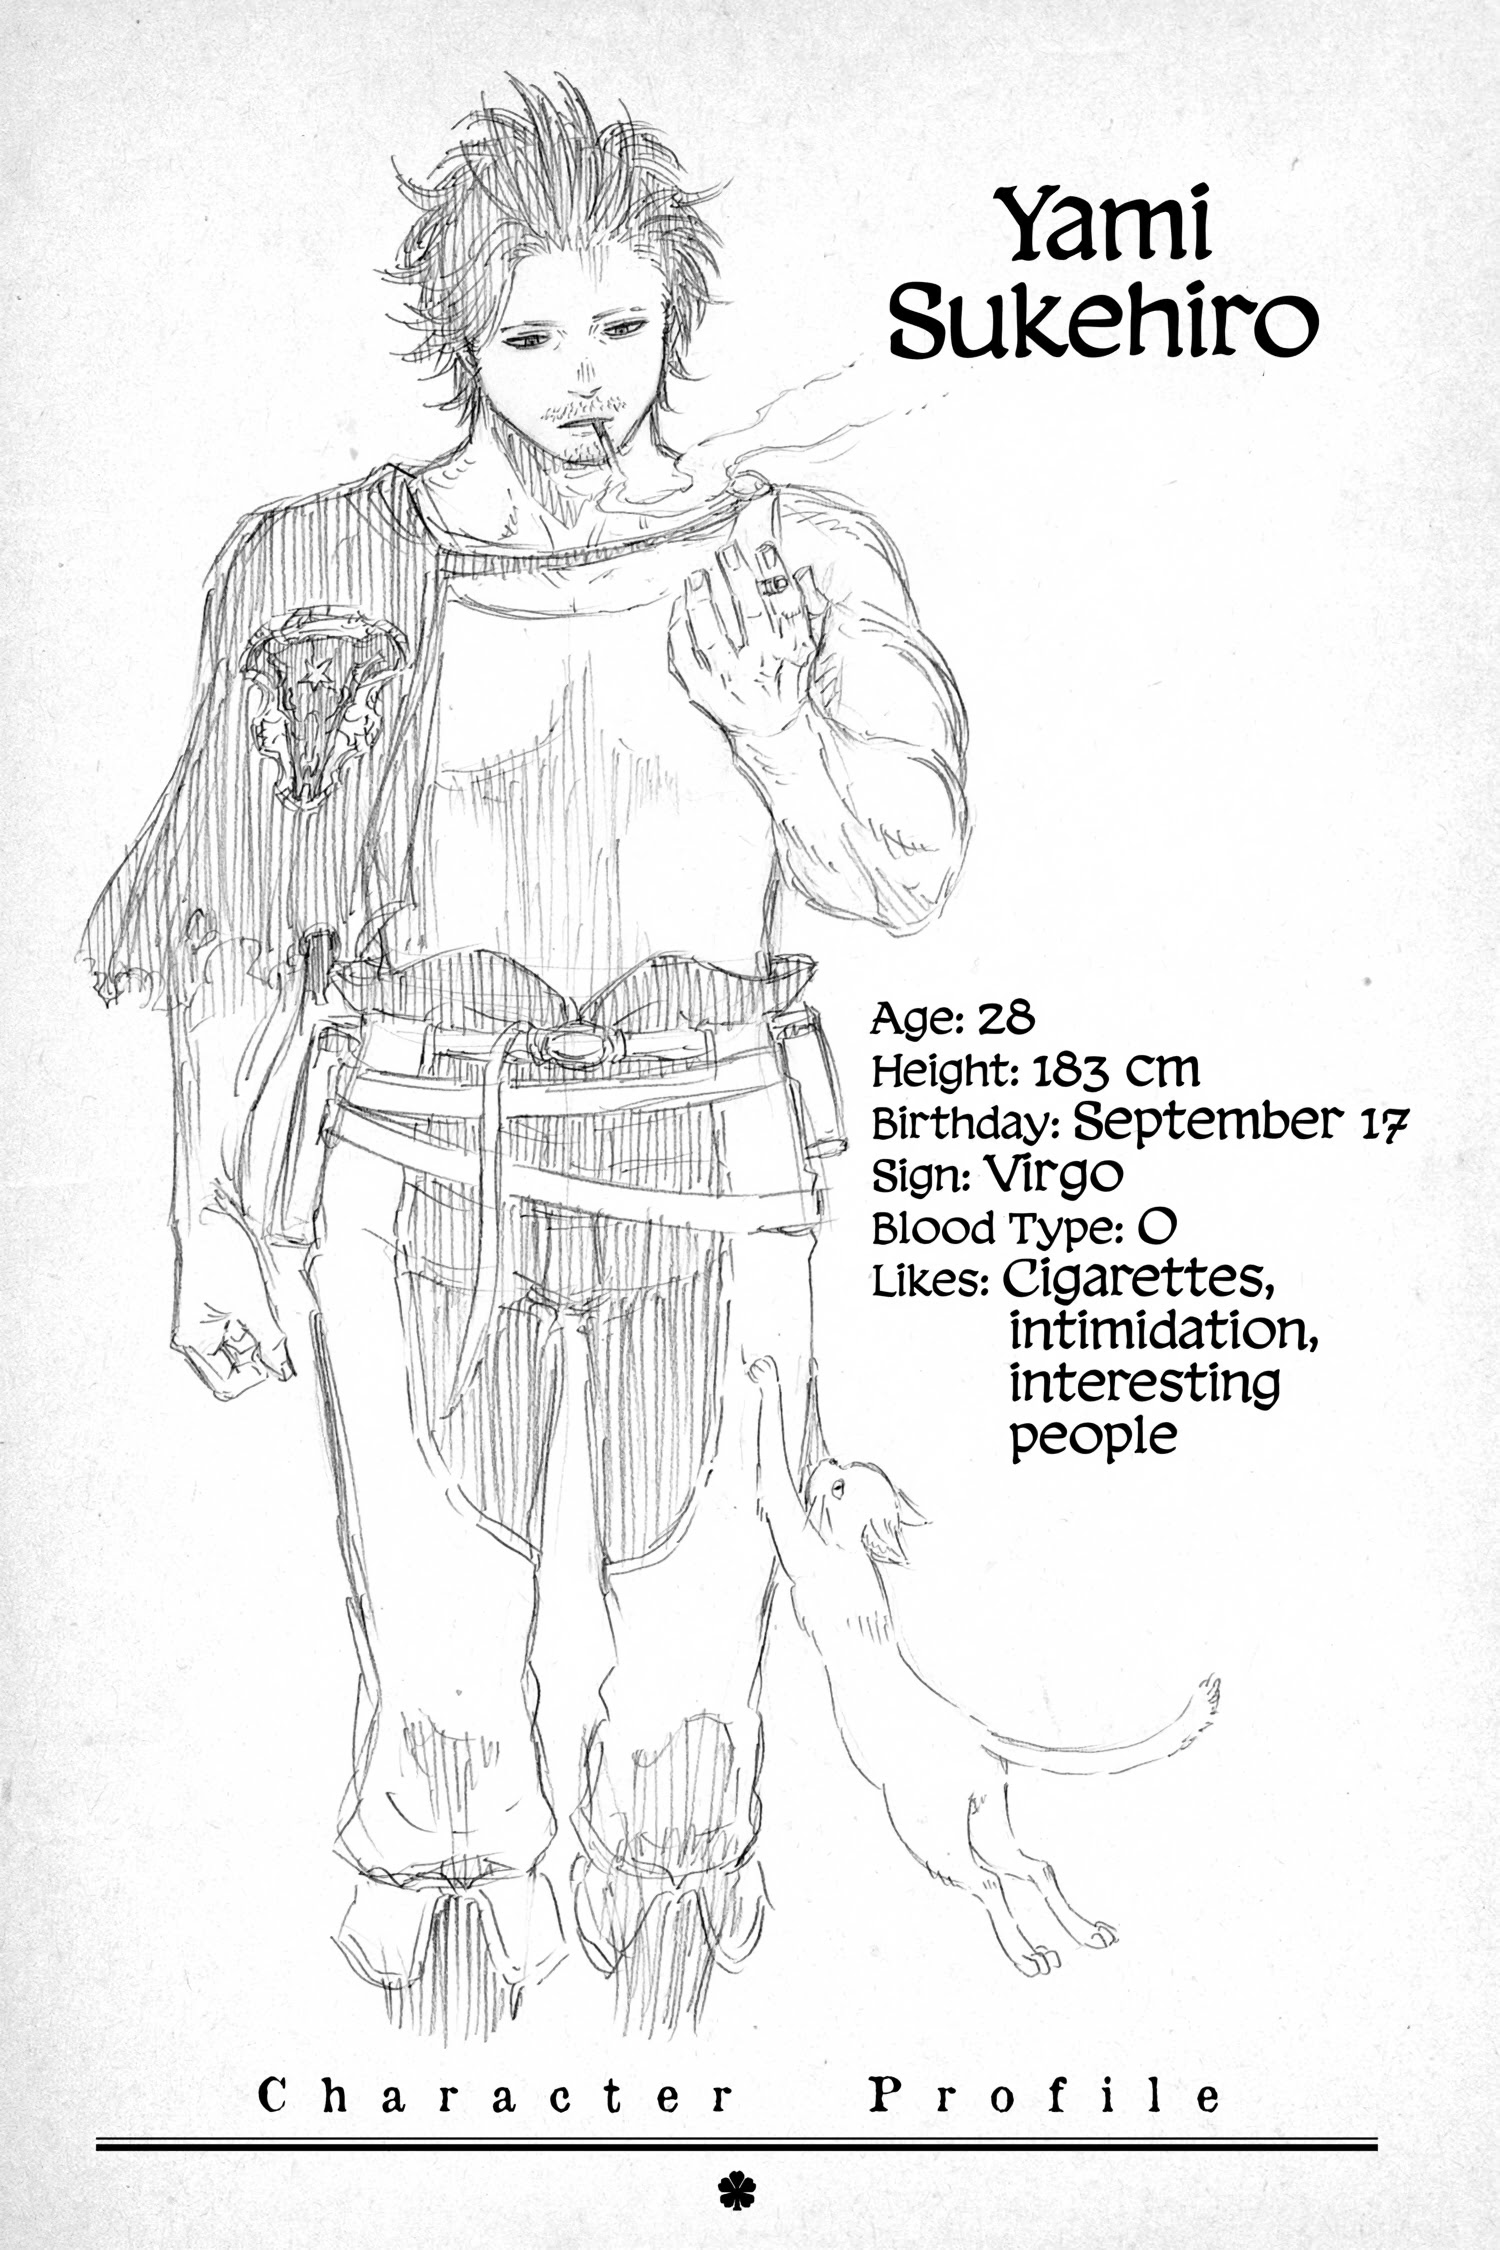 Yami
Sukehiro
Age: 28
Height: 183 cm
Birthday: September 17
Sign: Virgo
Blood Type: O
Likes: Cigarettes,
intimidation,
interesting
people
Character Profile